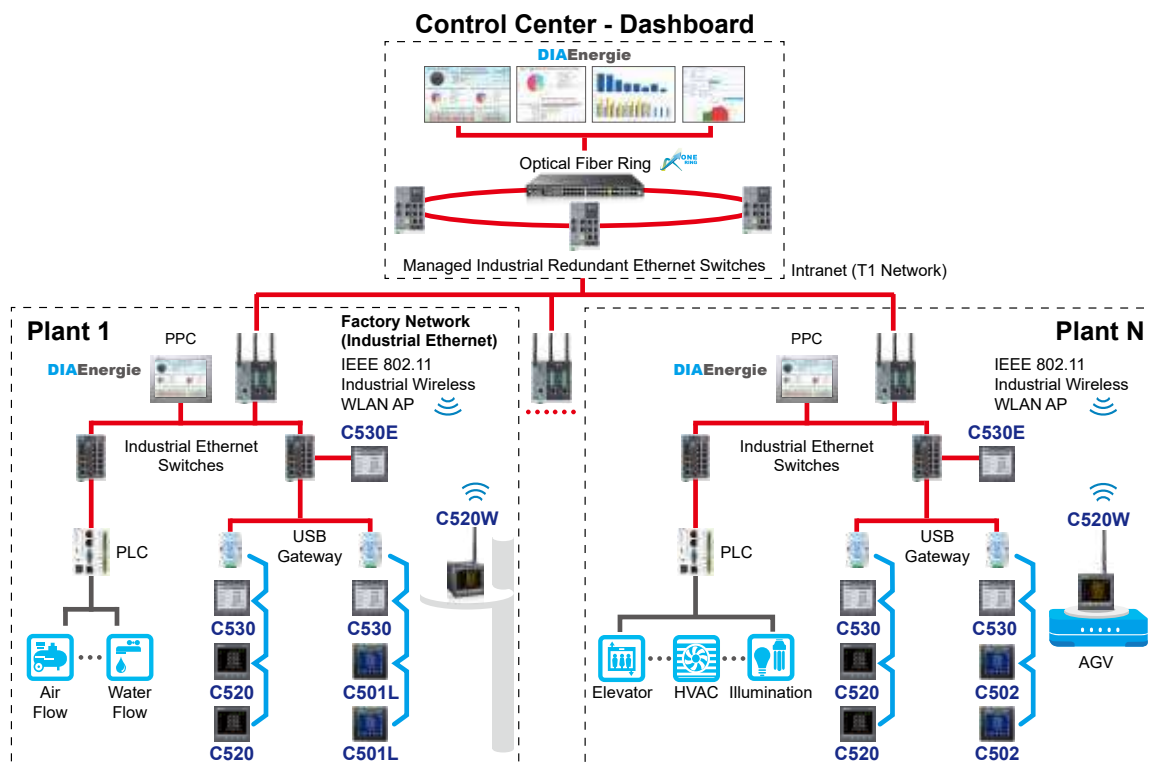 Control Center - Dashboard
DIAEnergie
Optical Fiber Ring
ONE
RING
Managed Industrial Redundant Ethernet Switches
Intranet (T1 Network)
Plant 1
PPC
DIAEnergie
Factory Network
(Industrial Ethernet)
IEEE 802.11
Industrial Wireless
WLAN AP
Industrial Ethernet
Switches
C530E
C520W
PLC
USB
Gateway
C530
C530
C520
C501L
C520
C501L
Air
Flow
Water
Flow
Plant N
PPC
DIAEnergie
IEEE 802.11
Industrial Wireless
WLAN AP
Industrial Ethernet
Switches
C530E
C520W
PLC
USB
Gateway
C530
C530
C520
C502
C520
C502
Elevator
HVAC
Illumination
AGV